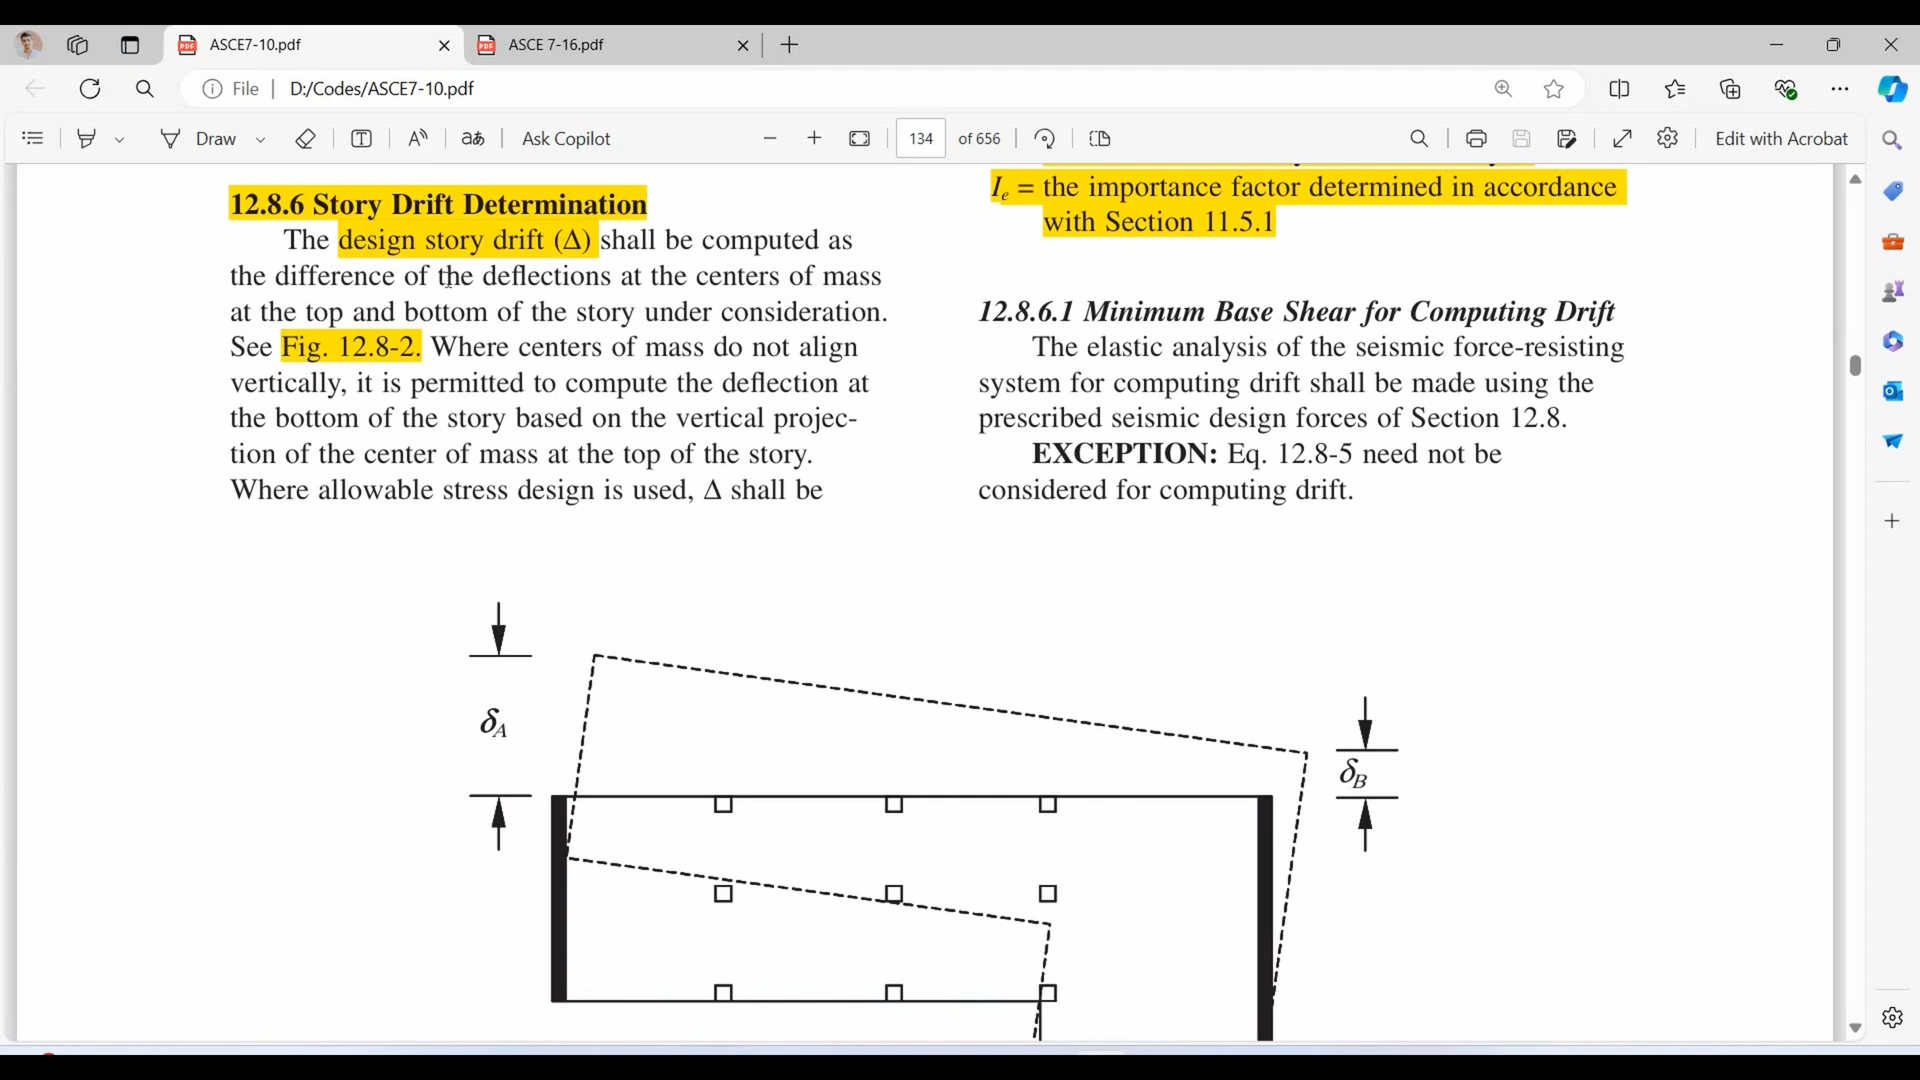 ASCE7-10.pdf
ASCE 7-16.pdf
File
D:/Codes/ASCE7-10.pdf
Draw
Ask Copilot
134
of 656
Edit with Acrobat
12.8.6 Story Drift Determination
The design story drift (Δ) shall be computed as
the difference of the deflections at the centers of mass
at the top and bottom of the story under consideration.
See Fig. 12.8-2. Where centers of mass do not align
vertically, it is permitted to compute the deflection at
the bottom of the story based on the vertical projec-
tion of the center of mass at the top of the story.
Where allowable stress design is used, Δ shall be
Iₑ = the importance factor determined in accordance
with Section 11.5.1
12.8.6.1 Minimum Base Shear for Computing Drift
The elastic analysis of the seismic force-resisting
system for computing drift shall be made using the
prescribed seismic design forces of Section 12.8.
EXCEPTION: Eq. 12.8-5 need not be
considered for computing drift.
δA
δB